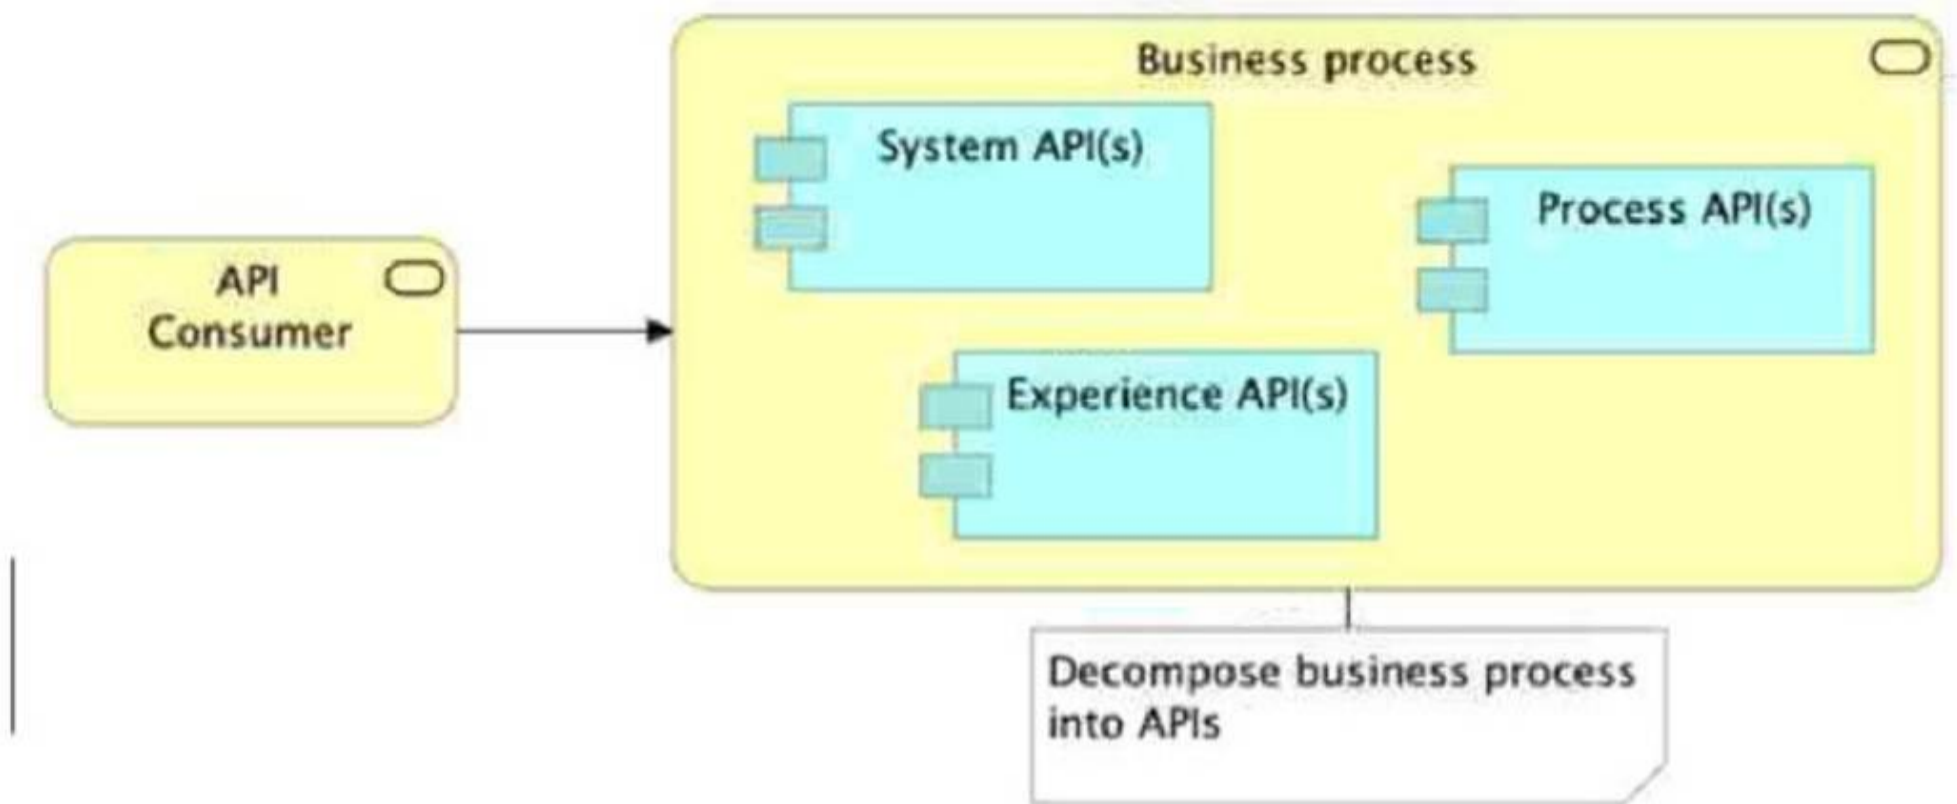 Business process
System API(s)
Process API(s)
API
Consumer
Experience API(s)
Decompose business process
into APIs